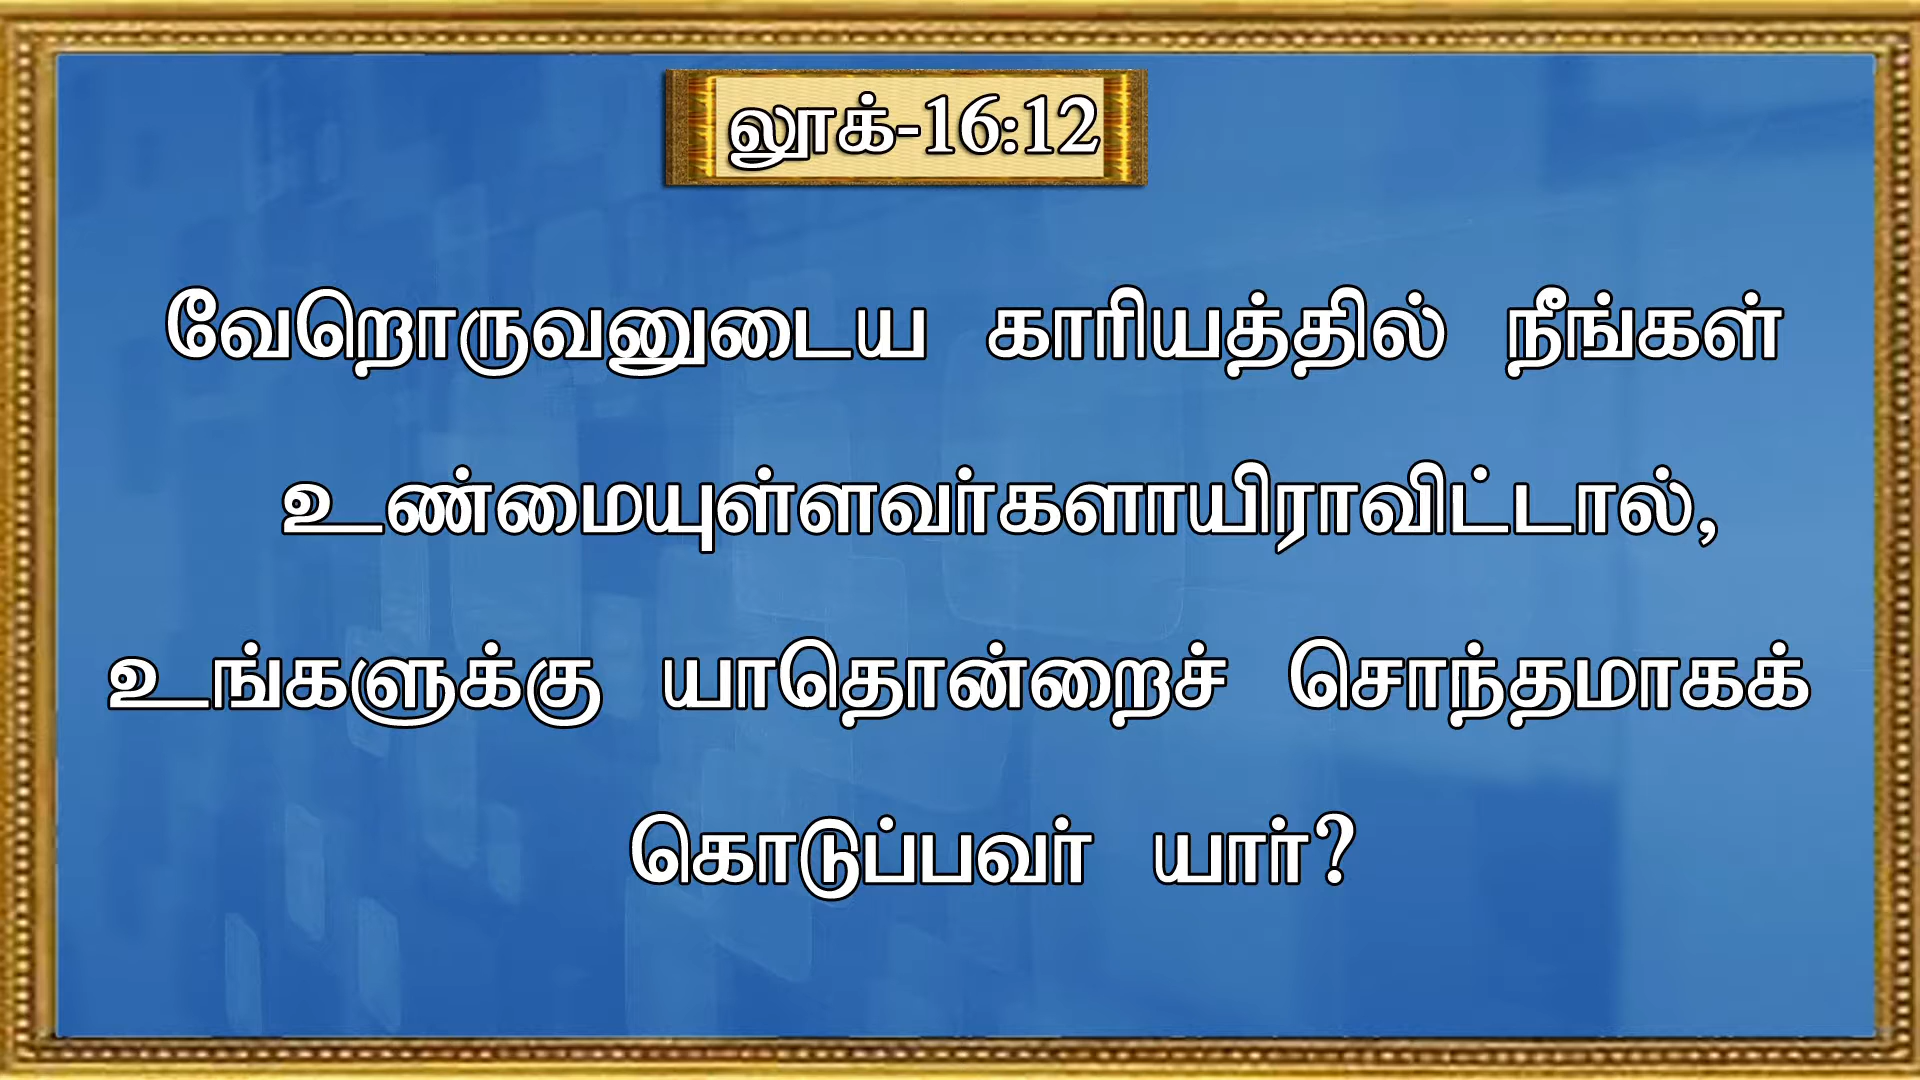 லூக்-16:12
வேறொருவனுடைய காரியத்தில் நீங்கள்
உண்மையுள்ளவர்களாயிராவிட்டால்,
உங்களுக்கு யாதொன்றைச் சொந்தமாகக்
கொடுப்பவர் யார்?